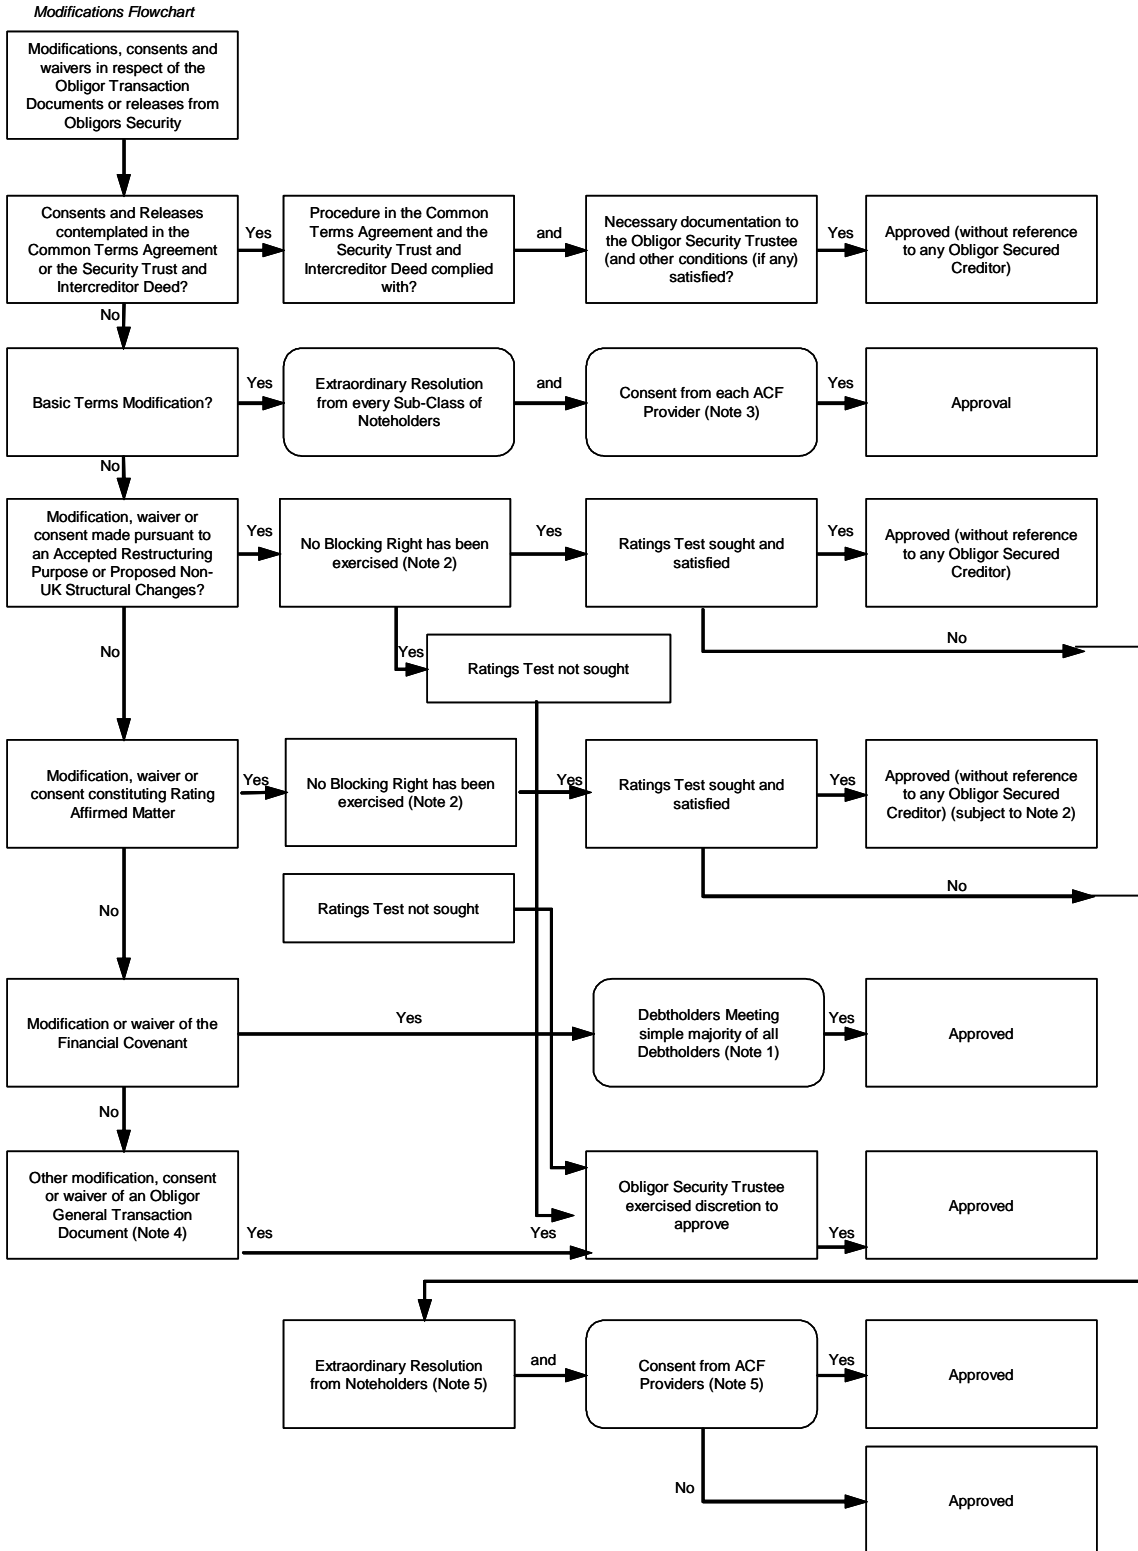 Modifications Flowchart
Modifications, consents and
waivers in respect of the
Obligor Transaction
Documents or releases from
Obligors Security
Consents and Releases
contemplated in the
Common Terms Agreement
or the Security Trust and
Intercreditor Deed?
Yes
Procedure in the Common
Terms Agreement and the
Security Trust and
Intercreditor Deed complied
with?
and
Necessary documentation to
the Obligor Security Trustee
(and other conditions (if any)
satisfied?
Yes
Approved (without reference
to any Obligor Secured
Creditor)
No
Basic Terms Modification?
Yes
Extraordinary Resolution
from every Sub-Class of
Noteholders
and
Consent from each ACF
Provider (Note 3)
Yes
Approval
No
Modification, waiver or
consent made pursuant to
an Accepted Restructuring
Purpose or Proposed Non-
UK Structural Changes?
Yes
No Blocking Right has been
exercised (Note 2)
Yes
Ratings Test sought and
satisfied
Yes
Approved (without reference
to any Obligor Secured
Creditor)
No
No
Yes
Ratings Test not sought
Modification, waiver or
consent constituting Rating
Affirmed Matter
Yes
No Blocking Right has been
exercised (Note 2)
Yes
Ratings Test sought and
satisfied
Yes
Approved (without reference
to any Obligor Secured
Creditor) (subject to Note 2)
No
No
Ratings Test not sought
Modification or waiver of the
Financial Covenant
Yes
Debtholders Meeting
simple majority of all
Debtholders (Note 1)
Yes
Approved
No
Other modification, consent
or waiver of an Obligor
General Transaction
Document (Note 4)
Yes
Yes
Obligor Security Trustee
exercised discretion to
approve
Yes
Approved
Extraordinary Resolution
from Noteholders (Note 5)
and
Consent from ACF
Providers (Note 5)
Yes
Approved
No
Approved